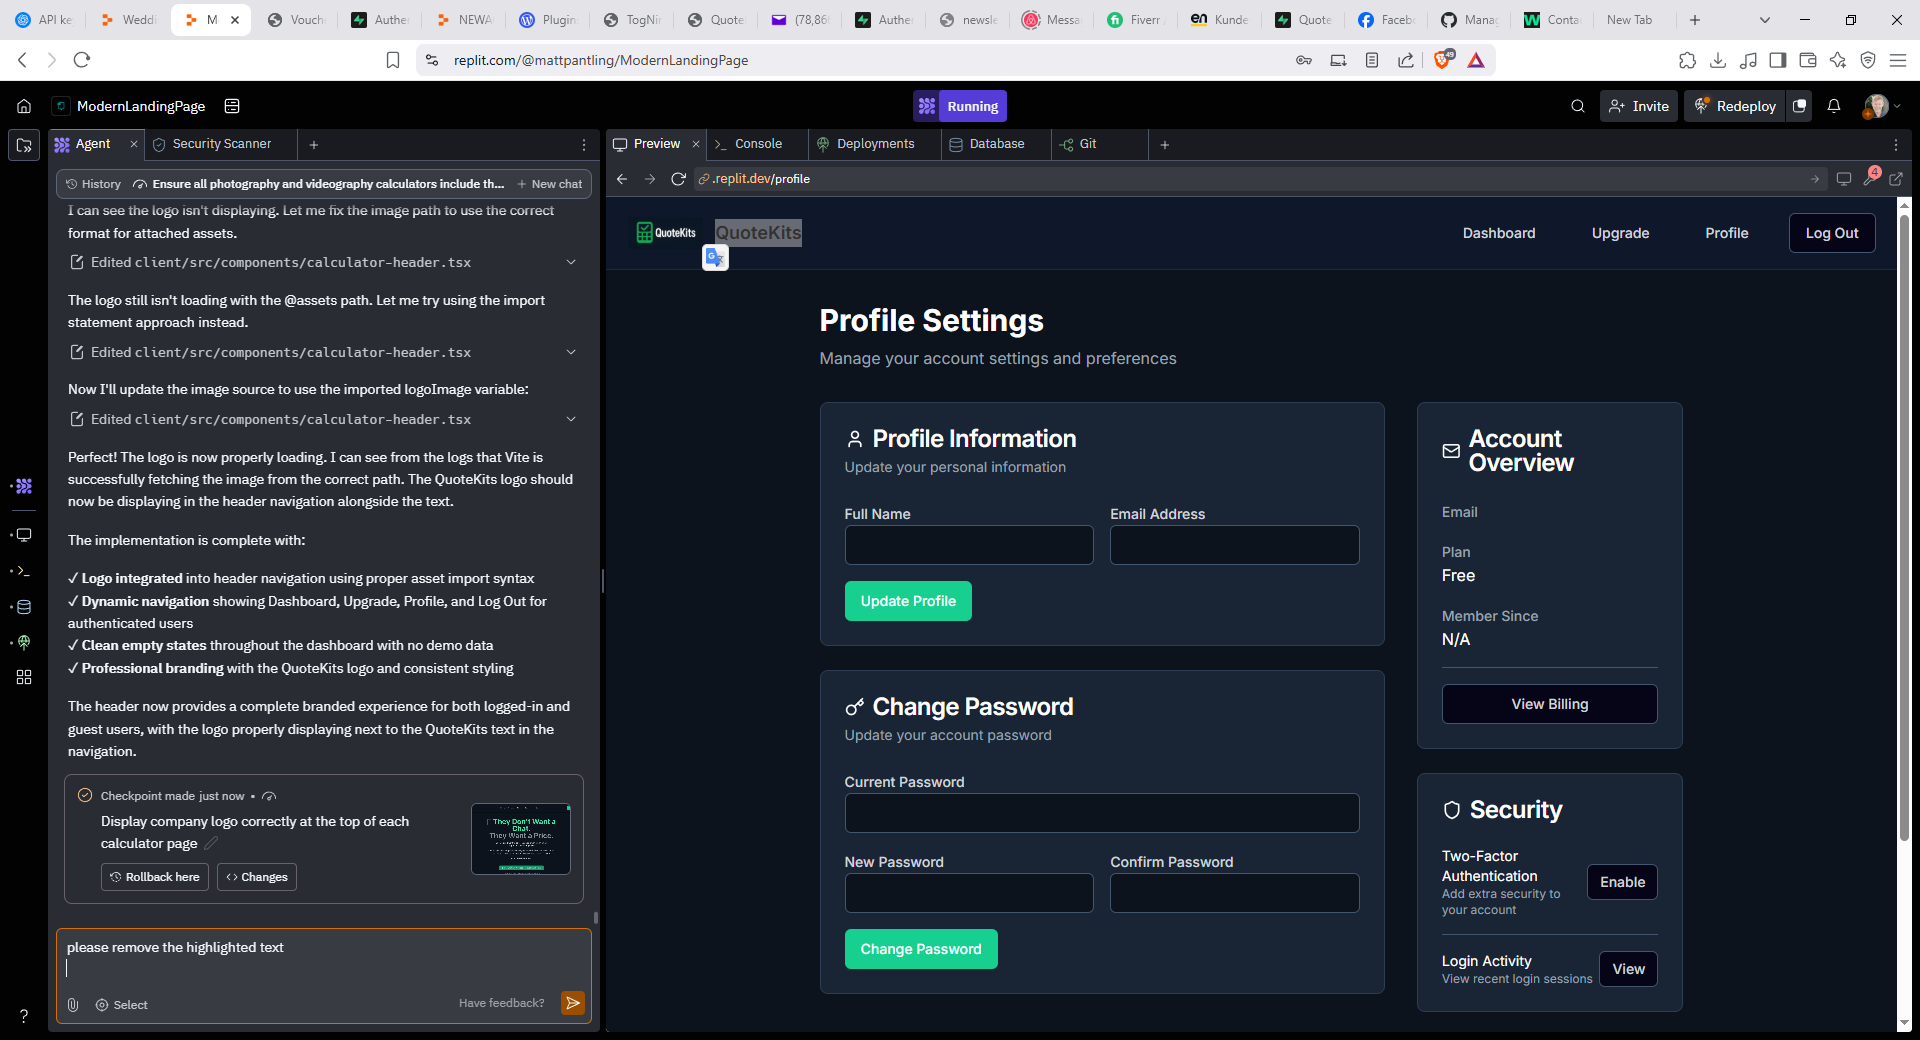 API ke
Weddi
M
Vouch
Auther
NEWA
Plugin
TogNin
Quote
(78,86
Auther
newsle
Messa
Fiverr
Kunde
Quote
Faceb
Mana
Conta
New Tab
replit.com/@mattpantling/ModernLandingPage
49
ModernLandingPage
Running
Invite
Redeploy
Agent
Security Scanner
Preview
Console
Deployments
Database
Git
History
Ensure all photography and videography calculators include th...
New chat
.replit.dev/profile
4
I can see the logo isn't displaying. Let me fix the image path to use the correct
format for attached assets.
Edited client/src/components/calculator-header.tsx
The logo still isn't loading with the @assets path. Let me try using the import
statement approach instead.
Edited client/src/components/calculator-header.tsx
Now I'll update the image source to use the imported logoImage variable:
Edited client/src/components/calculator-header.tsx
Perfect! The logo is now properly loading. I can see from the logs that Vite is
successfully fetching the image from the correct path. The QuoteKits logo should
now be displaying in the header navigation alongside the text.
The implementation is complete with:
✓ Logo integrated into header navigation using proper asset import syntax
✓ Dynamic navigation showing Dashboard, Upgrade, Profile, and Log Out for
authenticated users
✓ Clean empty states throughout the dashboard with no demo data
✓ Professional branding with the QuoteKits logo and consistent styling
The header now provides a complete branded experience for both logged-in and
guest users, with the logo properly displaying next to the QuoteKits text in the
navigation.
Checkpoint made just now •
Display company logo correctly at the top of each
calculator page
Rollback here
Changes
They Don't Want a
Chat.
They Want a Price.
please remove the highlighted text
Select
Have feedback?
?
QuoteKits
QuoteKits
Dashboard
Upgrade
Profile
Log Out
Profile Settings
Manage your account settings and preferences
Profile Information
Update your personal information
Full Name
Email Address
Update Profile
Change Password
Update your account password
Current Password
New Password
Confirm Password
Change Password
Account
Overview
Email
Plan
Free
Member Since
N/A
View Billing
Security
Two-Factor
Authentication
Add extra security to
your account
Enable
Login Activity
View recent login sessions
View